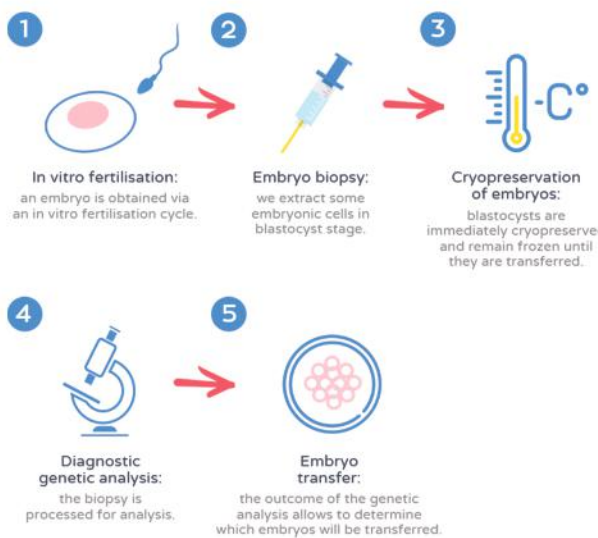 1
2
3
In vitro fertilisation:
an embryo is obtained via
an in vitro fertilisation cycle.
Embryo biopsy:
we extract some
embryonic cells in
blastocyst stage.
-C°
Cryopreservation
of embryos:
blastocysts are
immediately cryopreserve
and remain frozen until
they are transferred.
4
5
Diagnostic
genetic analysis:
the biopsy is
processed for analysis.
Embryo
transfer:
the outcome of the genetic
analysis allows to determine
which embryos will be transferred.